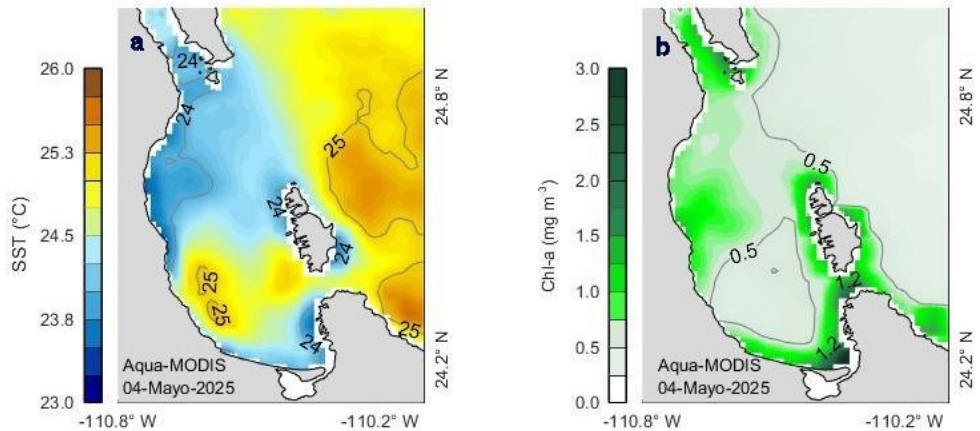 a
26.0
25.3
24.5
23.8
23.0
SST (°C)
24
24
25
24
24
25
25
24
25
Aqua-MODIS
04-Mayo-2025
24.8° N
24.2° N
-110.8° W
-110.2° W
b
3.0
2.5
2.0
1.5
1.0
0.5
0.0
Chl-a (mg m⁻³)
0.5
0.5
1.2
1.2
Aqua-MODIS
04-Mayo-2025
24.8° N
24.2° N
-110.8° W
-110.2° W